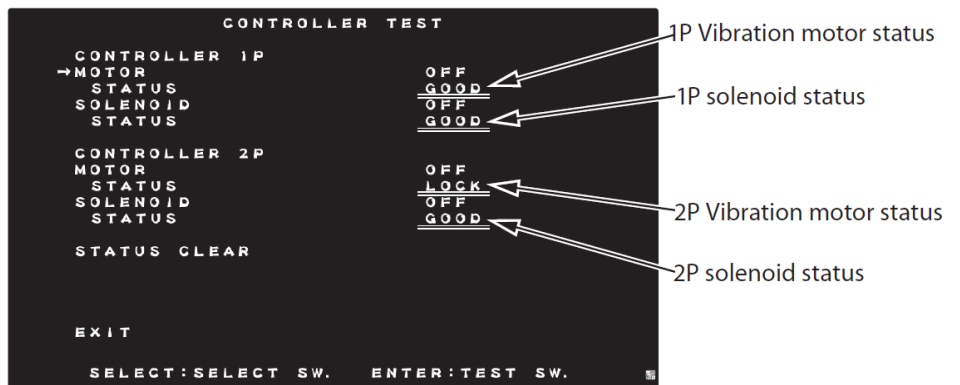 CONTROLLER TEST
CONTROLLER 1P
→MOTOR OFF
STATUS GOOD
SOLENOID OFF
STATUS GOOD
CONTROLLER 2P
MOTOR OFF
STATUS LOCK
SOLENOID OFF
STATUS GOOD
STATUS CLEAR
EXIT
SELECT:SELECT SW. ENTER:TEST SW.
1P Vibration motor status
1P solenoid status
2P Vibration motor status
2P solenoid status